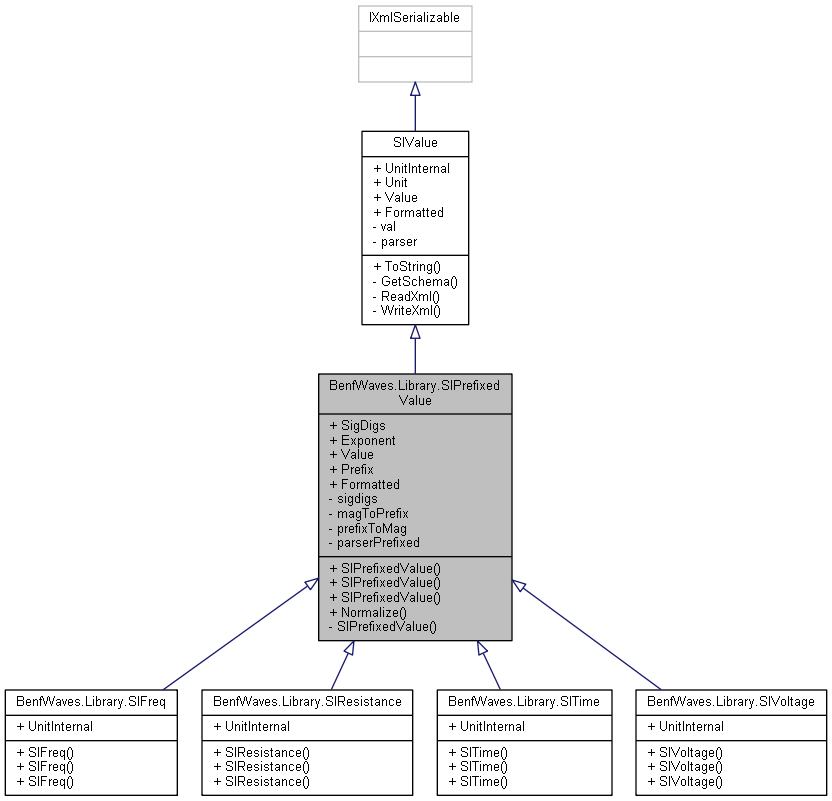 IXmlSerializable
SIValue
+ UnitInternal
+ Unit
+ Value
+ Formatted
- val
- parser
+ ToString()
- GetSchema()
- ReadXml()
- WriteXml()
BenfWaves.Library.SIPrefixed
Value
+ SigDigs
+ Exponent
+ Value
+ Prefix
+ Formatted
- sigdigs
- magToPrefix
- prefixToMag
- parserPrefixed
+ SIPrefixedValue()
+ SIPrefixedValue()
+ SIPrefixedValue()
+ Normalize()
- SIPrefixedValue()
BenfWaves.Library.SIFreq
+ UnitInternal
+ SIFreq()
+ SIFreq()
+ SIFreq()
BenfWaves.Library.SIResistance
+ UnitInternal
+ SIResistance()
+ SIResistance()
+ SIResistance()
BenfWaves.Library.SITime
+ UnitInternal
+ SITime()
+ SITime()
+ SITime()
BenfWaves.Library.SIVoltage
+ UnitInternal
+ SIVoltage()
+ SIVoltage()
+ SIVoltage()